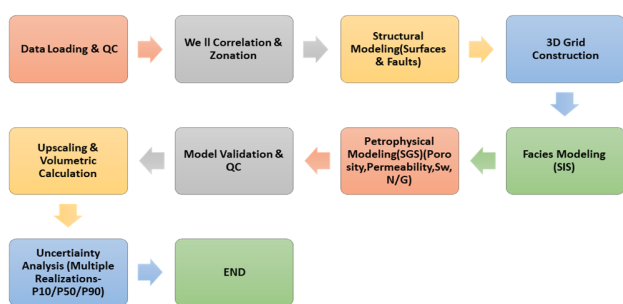 Data Loading & QC
We ll Correlation &
Zonation
Structural
Modeling(Surfaces
& Faults)
3D Grid
Construction
Facies Modeling
(SIS)
Petrophysical
Modeling(SGS)(Poro
sity,Permeability,Sw,
N/G)
Model Validation &
QC
Upscaling &
Volumetric
Calculation
Uncertiainty
Analysis (Multiple
Realizations-
P10/P50/P90)
END